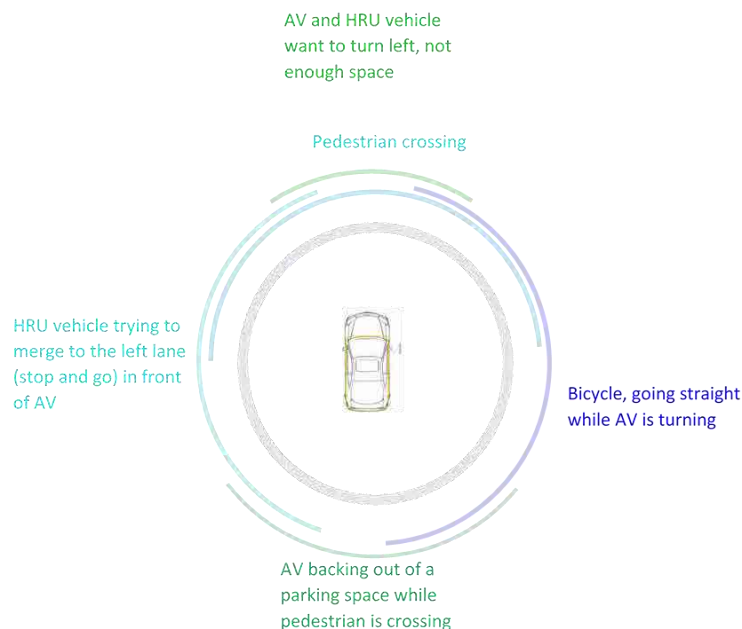 AV and HRU vehicle
want to turn left, not
enough space
Pedestrian crossing
HRU vehicle trying to
merge to the left lane
(stop and go) in front
of AV
Bicycle, going straight
while AV is turning
AV backing out of a
parking space while
pedestrian is crossing